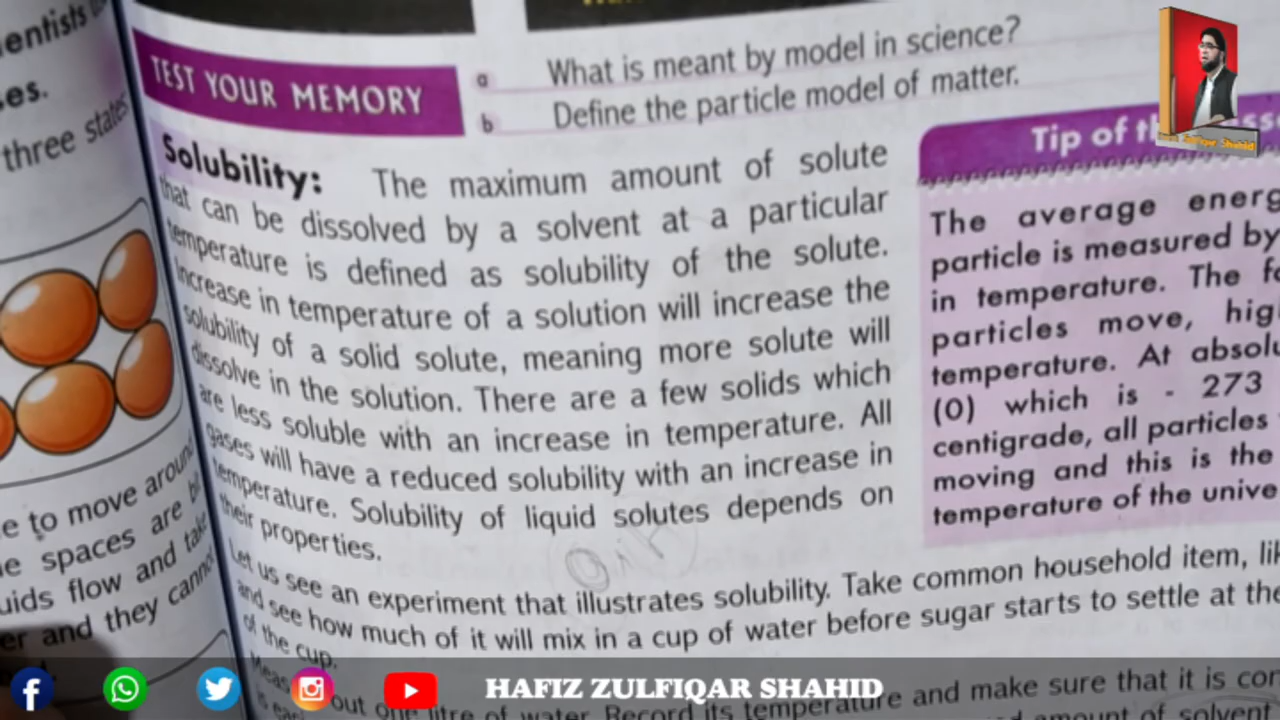 entists
es.
three states
e to move around
e spaces are
uids flow and take
er and they cannot
TEST YOUR MEMORY
a What is meant by model in science?
b Define the particle model of matter.
Solubility: The maximum amount of solute
that can be dissolved by a solvent at a particular
temperature is defined as solubility of the solute.
Increase in temperature of a solution will increase the
solubility of a solid solute, meaning more solute will
dissolve in the solution. There are a few solids which
are less soluble with an increase in temperature. All
gases will have a reduced solubility with an increase in
temperature. Solubility of liquid solutes depends on
their properties.
Let us see an experiment that illustrates solubility. Take common household item, lik
and see how much of it will mix in a cup of water before sugar starts to settle at the
of the cup.
out one litre of water. Record its temperature and make sure that it is con
amount of solvent
Tip of th
The average energ
particle is measured by
in temperature. The fa
particles move, hig
temperature. At absolu
(0) which is - 273
centigrade, all particles
moving and this is the
temperature of the unive
Zulfiqar Shahid
HAFIZ ZULFIQAR SHAHID